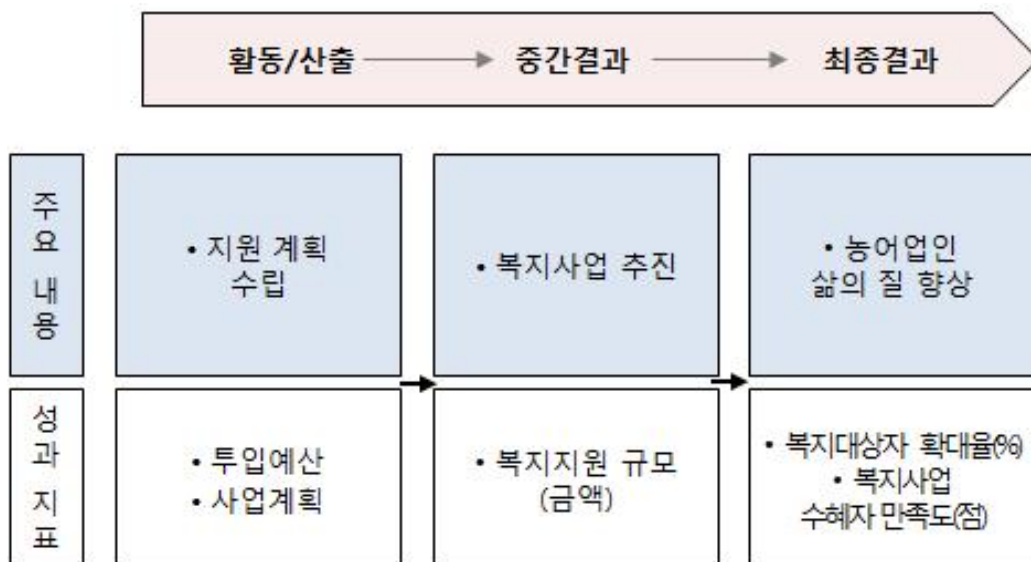 활동/산출 중간결과 최종결과
주요 내용
• 지원 계획
수립
• 복지사업 추진
• 농어업인
삶의 질 향상
성과 지표
• 투입예산
• 사업계획
• 복지지원 규모
(금액)
• 복지대상자 확대율(%)
• 복지사업
수혜자 만족도(점)